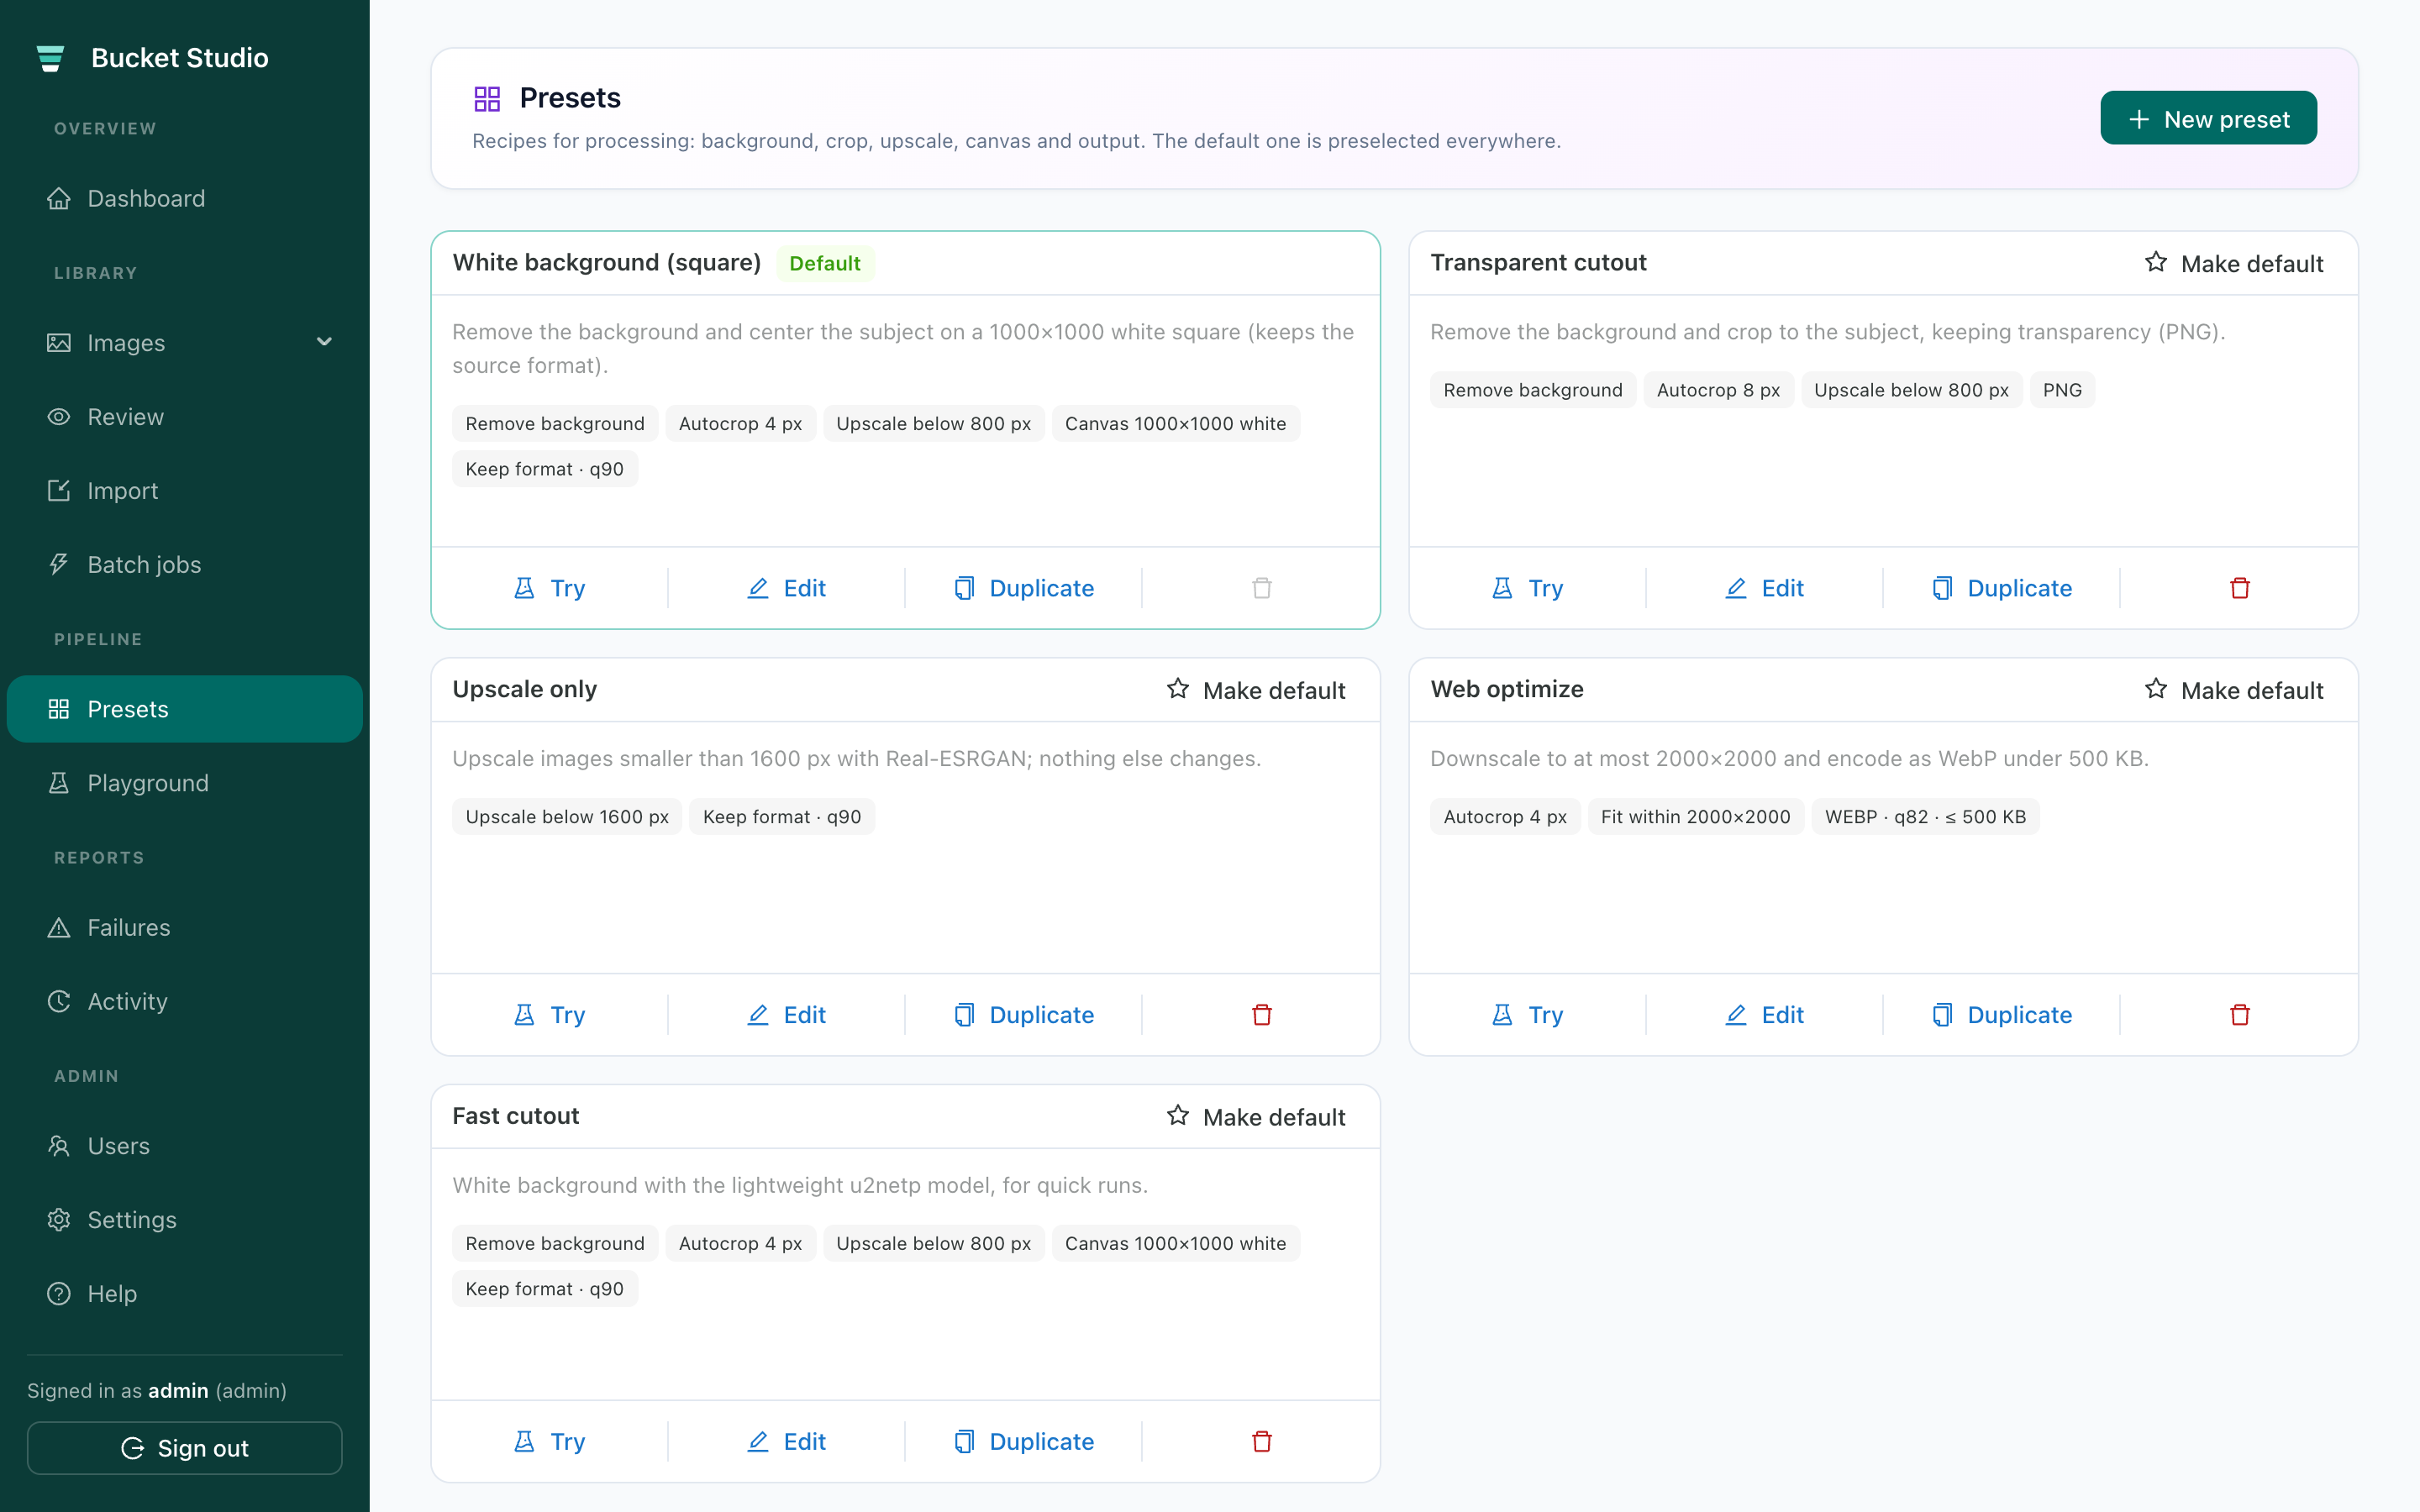 Bucket Studio
OVERVIEW
Dashboard
LIBRARY
Images
Review
Import
Batch jobs
PIPELINE
Presets
Playground
REPORTS
Failures
Activity
ADMIN
Users
Settings
Help
Signed in as admin (admin)
Sign out
Presets
Recipes for processing: background, crop, upscale, canvas and output. The default one is preselected everywhere.
New preset
White background (square) Default
Remove the background and center the subject on a 1000×1000 white square (keeps the
source format).
Remove background Autocrop 4 px Upscale below 800 px Canvas 1000×1000 white
Keep format · q90
Try Edit Duplicate
Transparent cutout Make default
Remove the background and crop to the subject, keeping transparency (PNG).
Remove background Autocrop 8 px Upscale below 800 px PNG
Try Edit Duplicate
Upscale only Make default
Upscale images smaller than 1600 px with Real-ESRGAN; nothing else changes.
Upscale below 1600 px Keep format · q90
Try Edit Duplicate
Web optimize Make default
Downscale to at most 2000×2000 and encode as WebP under 500 KB.
Autocrop 4 px Fit within 2000×2000 WEBP · q82 · ≤ 500 KB
Try Edit Duplicate
Fast cutout Make default
White background with the lightweight u2netp model, for quick runs.
Remove background Autocrop 4 px Upscale below 800 px Canvas 1000×1000 white
Keep format · q90
Try Edit Duplicate